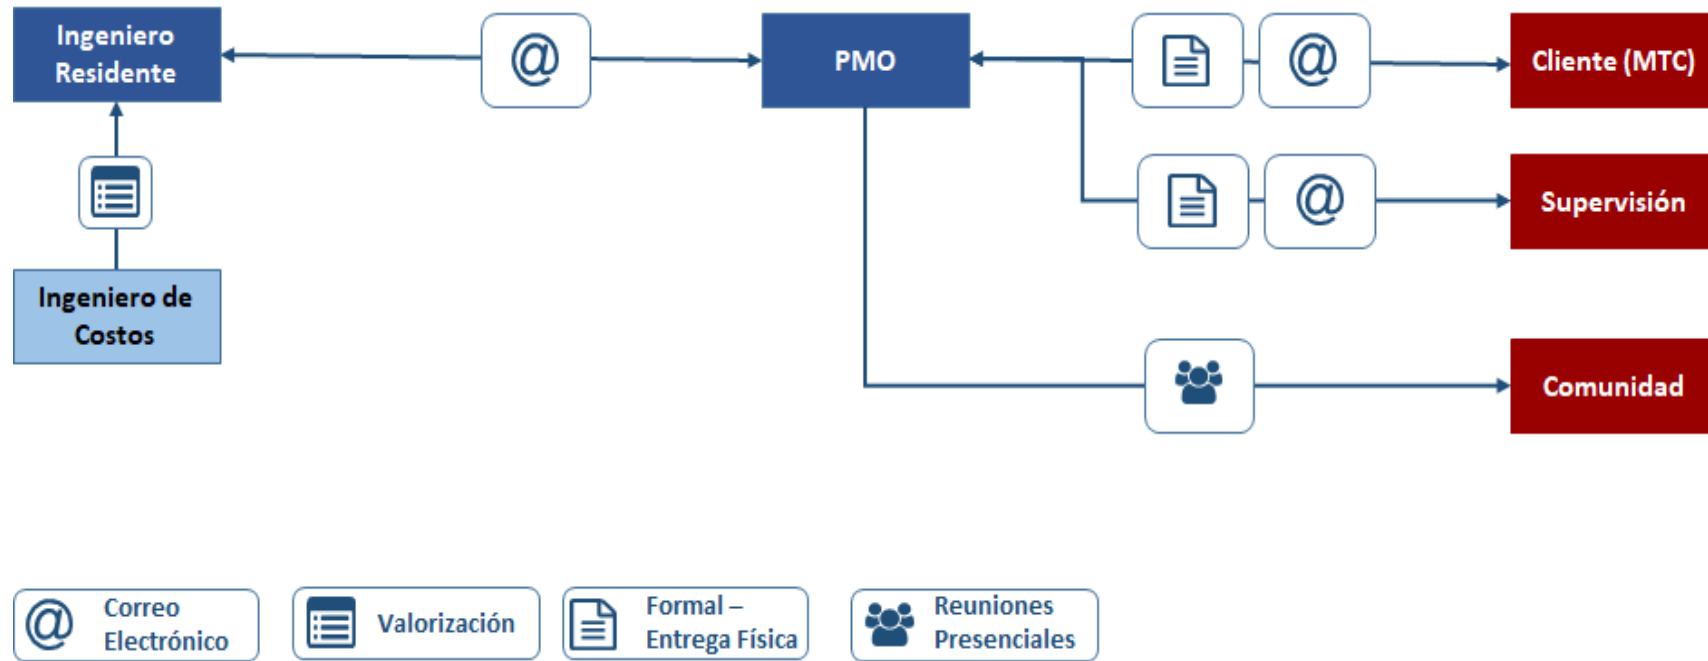 Ingeniero
Residente
@
PMO
@
Cliente (MTC)
@
Supervisión
Ingeniero de
Costos
Comunidad
@
Correo
Electrónico
Valorización
Formal –
Entrega Física
Reuniones
Presenciales